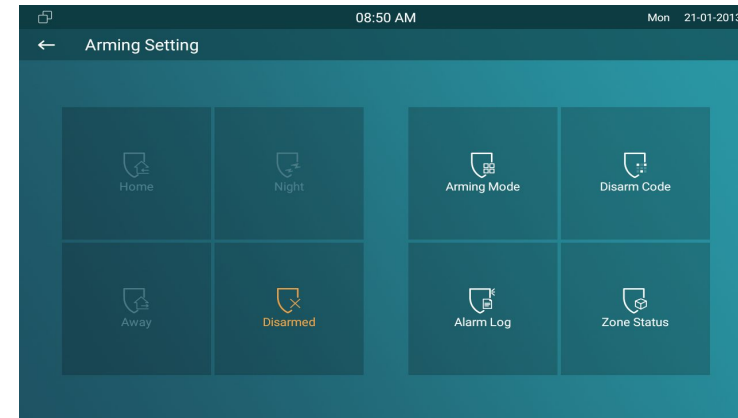 08:50 AM
Mon 21-01-2013
Arming Setting
Home
Night
Arming Mode
Disarm Code
Away
Disarmed
Alarm Log
Zone Status